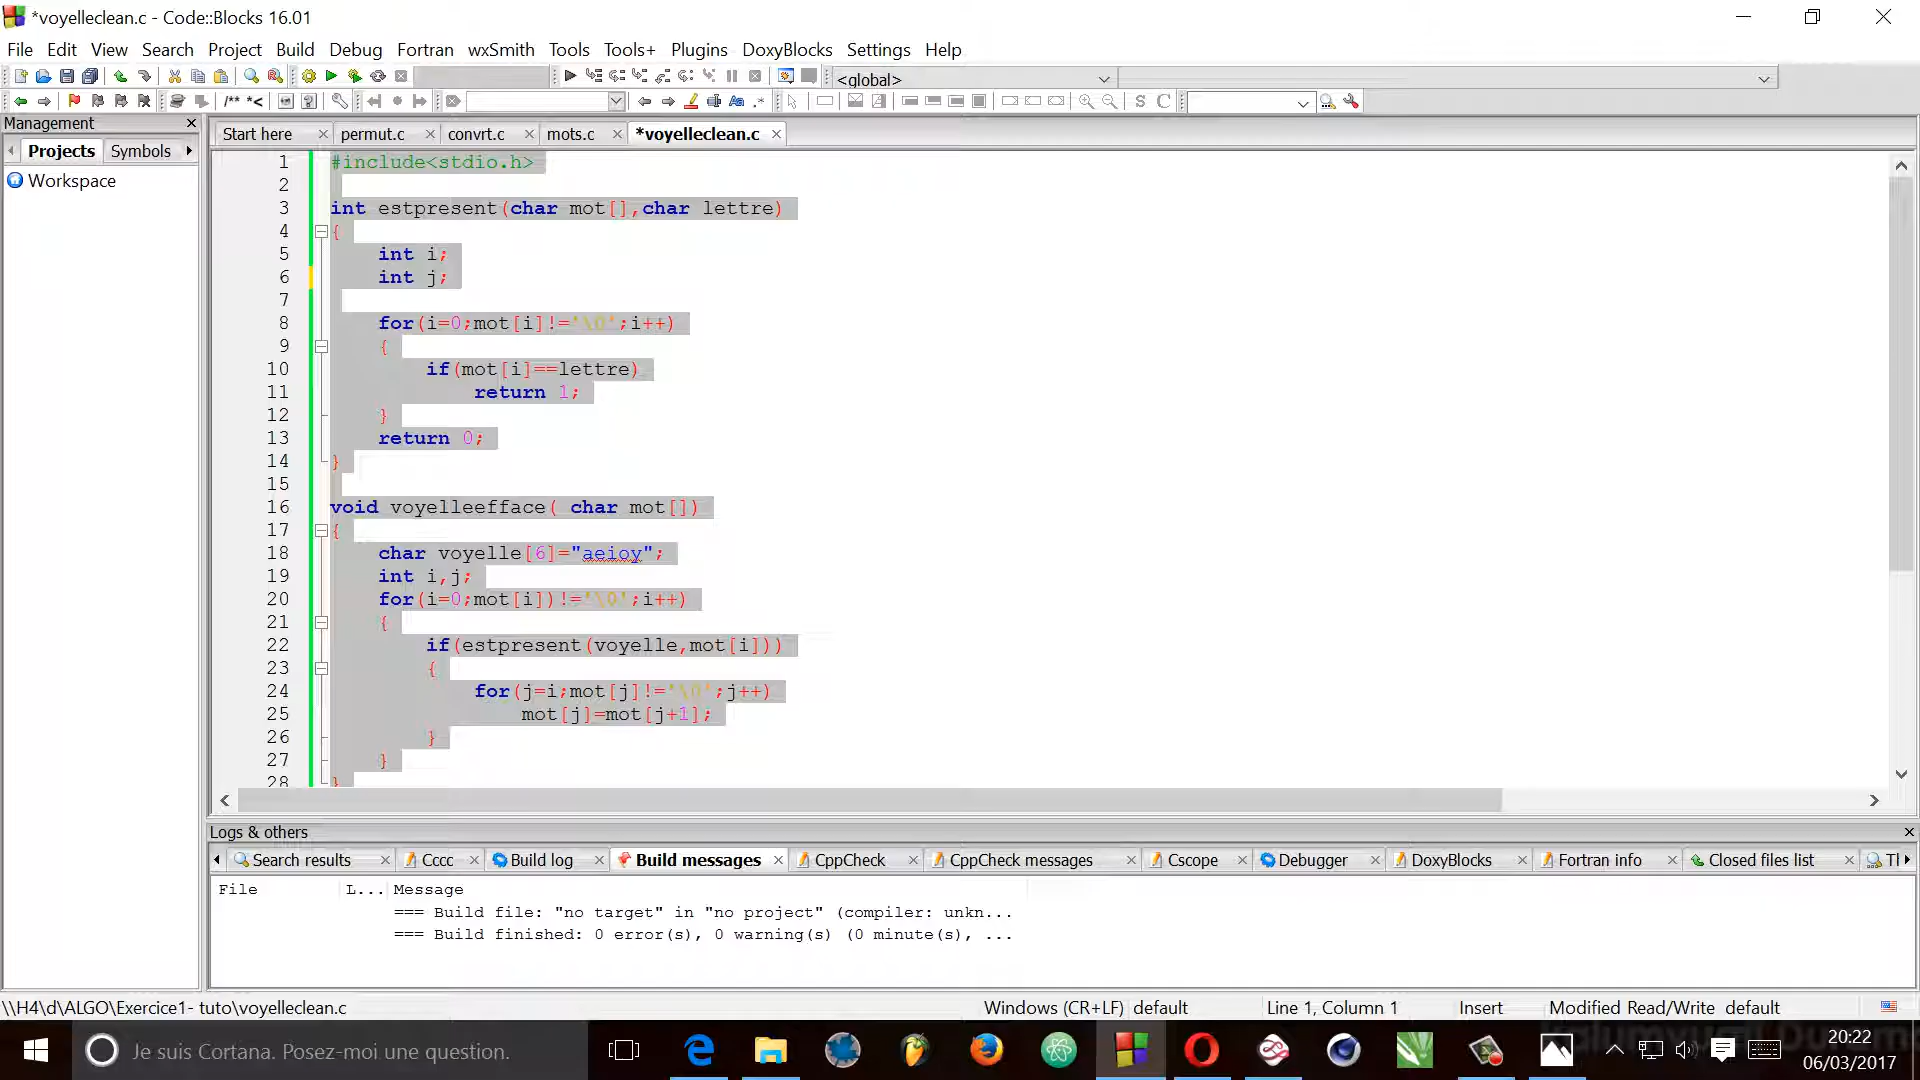 *voyelleclean.c - Code::Blocks 16.01
File Edit View Search Project Build Debug Fortran wxSmith Tools Tools+ Plugins DoxyBlocks Settings Help
<global>
/** *<
S C
Management
Start here permut.c convrt.c mots.c *voyelleclean.c
Projects Symbols
Workspace
1 #include<stdio.h>
2
3 int estpresent(char mot[],char lettre)
4 {
5 int i;
6 int j;
7
8 for(i=0;mot[i]!='\0';i++)
9 {
10 if(mot[i]==lettre)
11 return 1;
12 }
13 return 0;
14 }
15
16 void voyelleefface( char mot[])
17 {
18 char voyelle[6]="aeioy";
19 int i,j;
20 for(i=0;mot[i])!='\0';i++)
21 {
22 if(estpresent(voyelle,mot[i]))
23 {
24 for(j=i;mot[j]!='\0';j++)
25 mot[j]=mot[j+1];
26 }
27 }
28 }
Logs & others
Search results Cccc Build log Build messages CppCheck CppCheck messages Cscope Debugger DoxyBlocks Fortran info Closed files list Tl
File L... Message
=== Build file: "no target" in "no project" (compiler: unkn...
=== Build finished: 0 error(s), 0 warning(s) (0 minute(s), ...
\\H4\d\ALGO\Exercice1- tuto\voyelleclean.c Windows (CR+LF) default Line 1, Column 1 Insert Modified Read/Write default
Je suis Cortana. Posez-moi une question.
20:22
06/03/2017